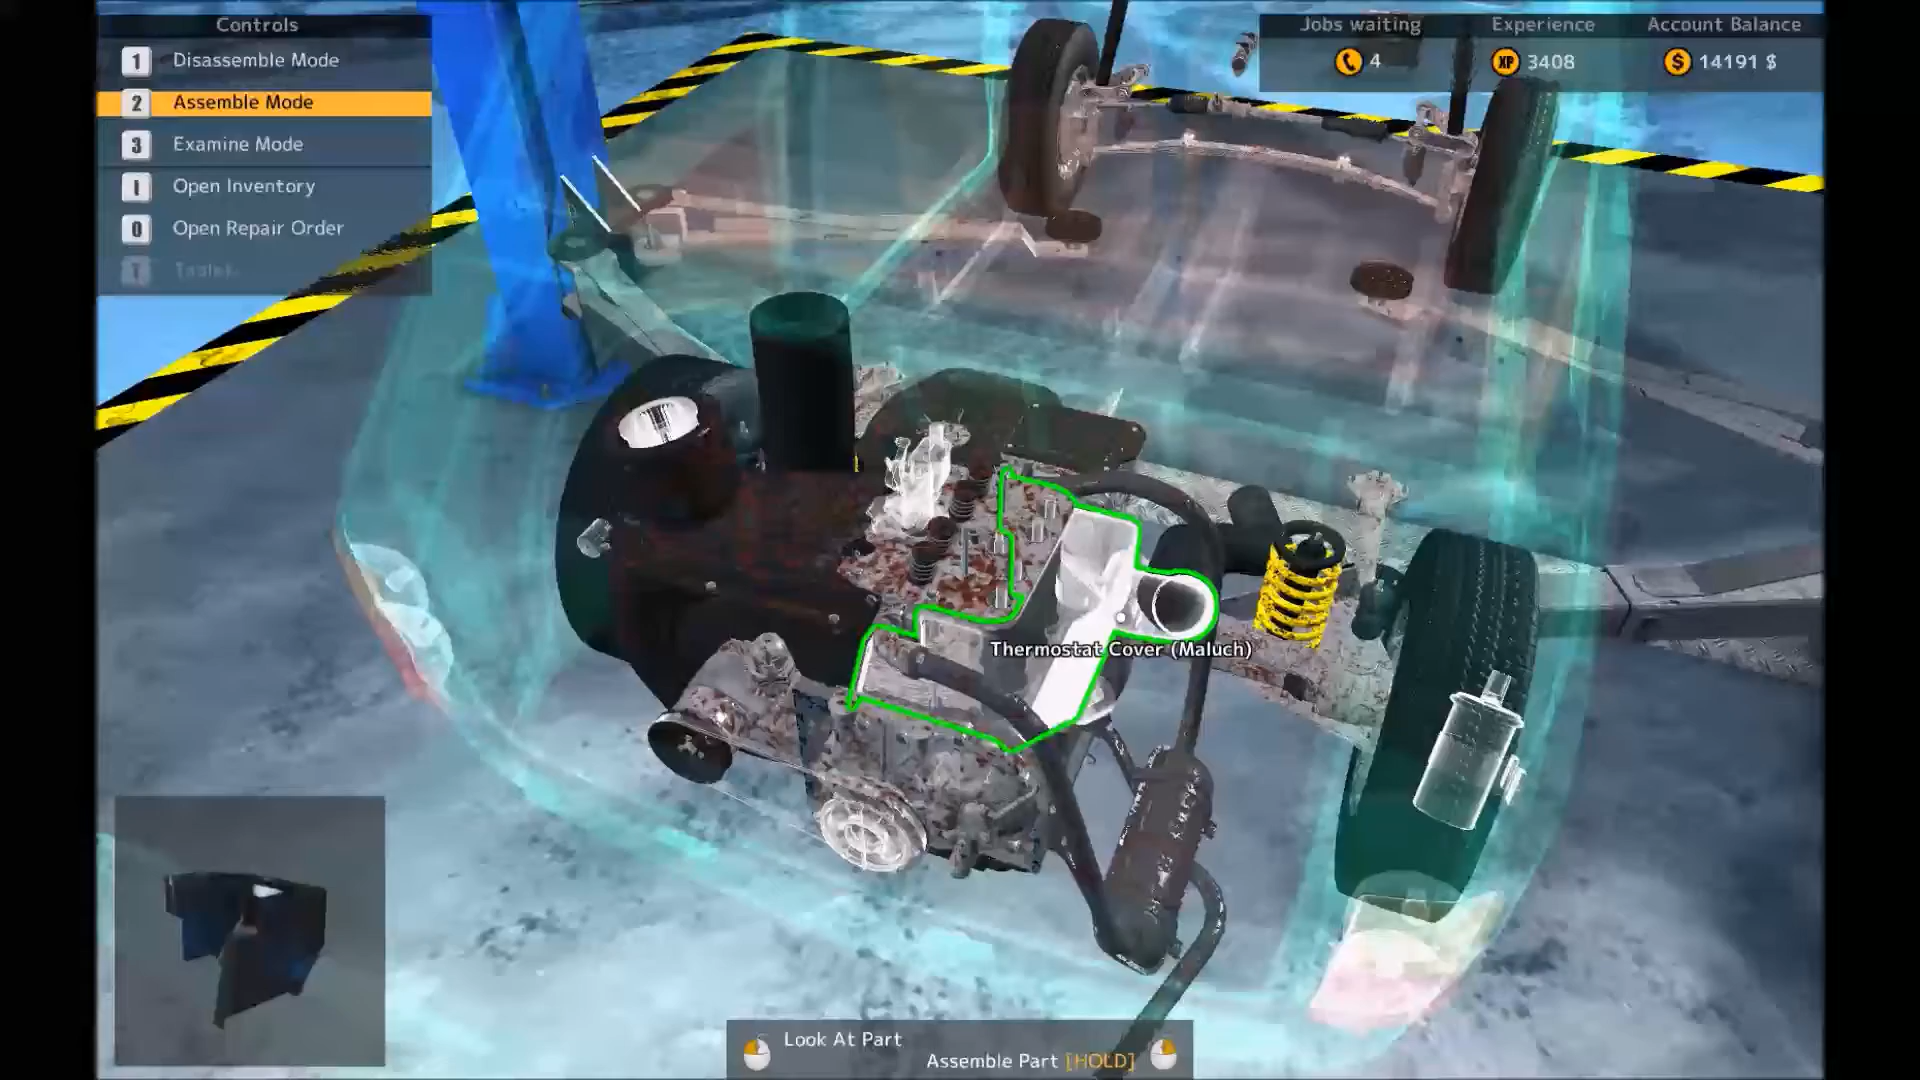 Controls
1 Disassemble Mode
2 Assemble Mode
3 Examine Mode
I Open Inventory
O Open Repair Order
T Tablet
Jobs waiting
4
Experience
XP 3408
Account Balance
$ 14191 $
Thermostat Cover (Maluch)
Look At Part
Assemble Part [HOLD]